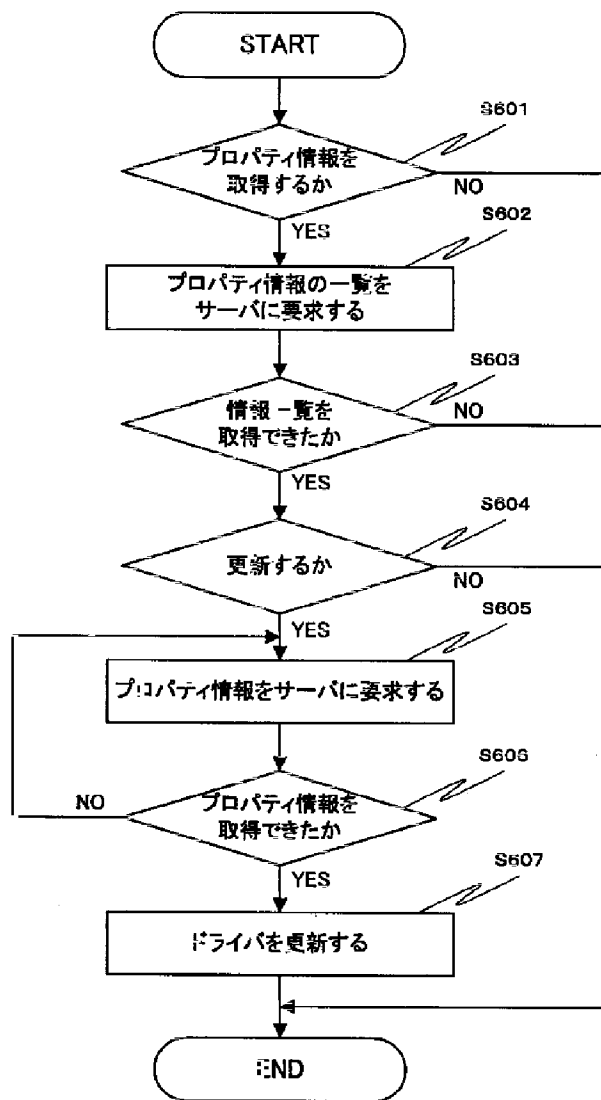 START
S601
プロパティ情報を
取得するか
NO
YES
S602
プロパティ情報の一覧を
サーバに要求する
S603
情報一覧を
取得できたか
NO
YES
S604
更新するか
NO
YES
S605
プロパティ情報をサーバに要求する
S606
プロパティ情報を
取得できたか
NO
YES
S607
ドライバを更新する
END